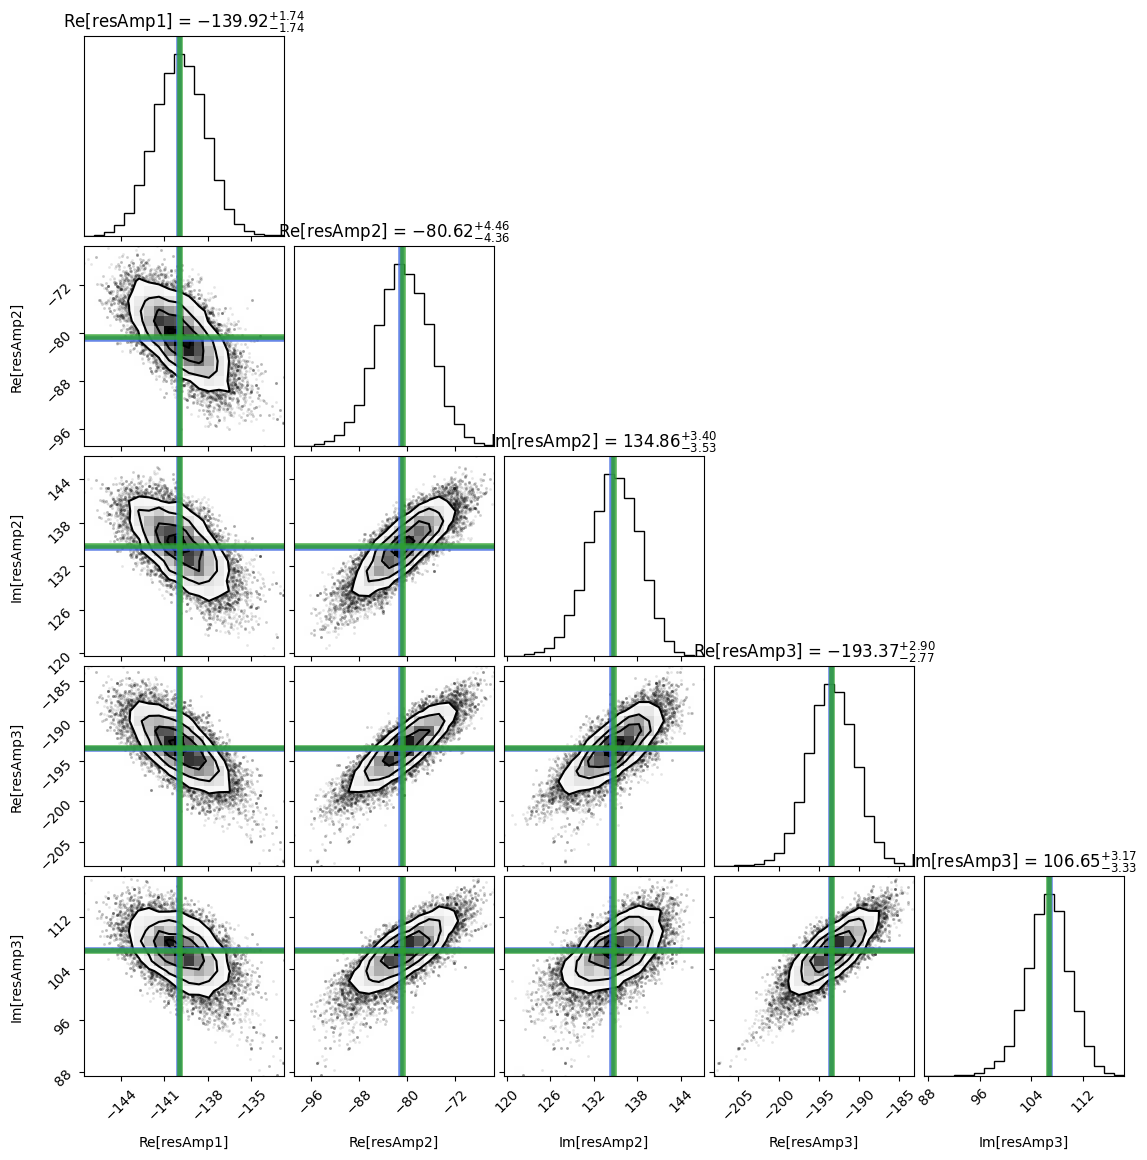 Re[resAmp1] = −139.92+1.74 −1.74
Re[resAmp2] = −80.62+4.46 −4.36
−72
−80
−88
−96
Re[resAmp2]
Im[resAmp2] = 134.86+3.40 −3.53
144
138
132
126
120
Im[resAmp2]
Re[resAmp3] = −193.37+2.90 −2.77
−185
−190
−195
−200
−205
Re[resAmp3]
Im[resAmp3] = 106.65+3.17 −3.33
112
104
96
88
Im[resAmp3]
−144 −141 −138 −135 −96 −88 −80 −72 120 126 132 138 144 −205 −200 −195 −190 −185 88 96 104 112
Re[resAmp1] Re[resAmp2] Im[resAmp2] Re[resAmp3] Im[resAmp3]